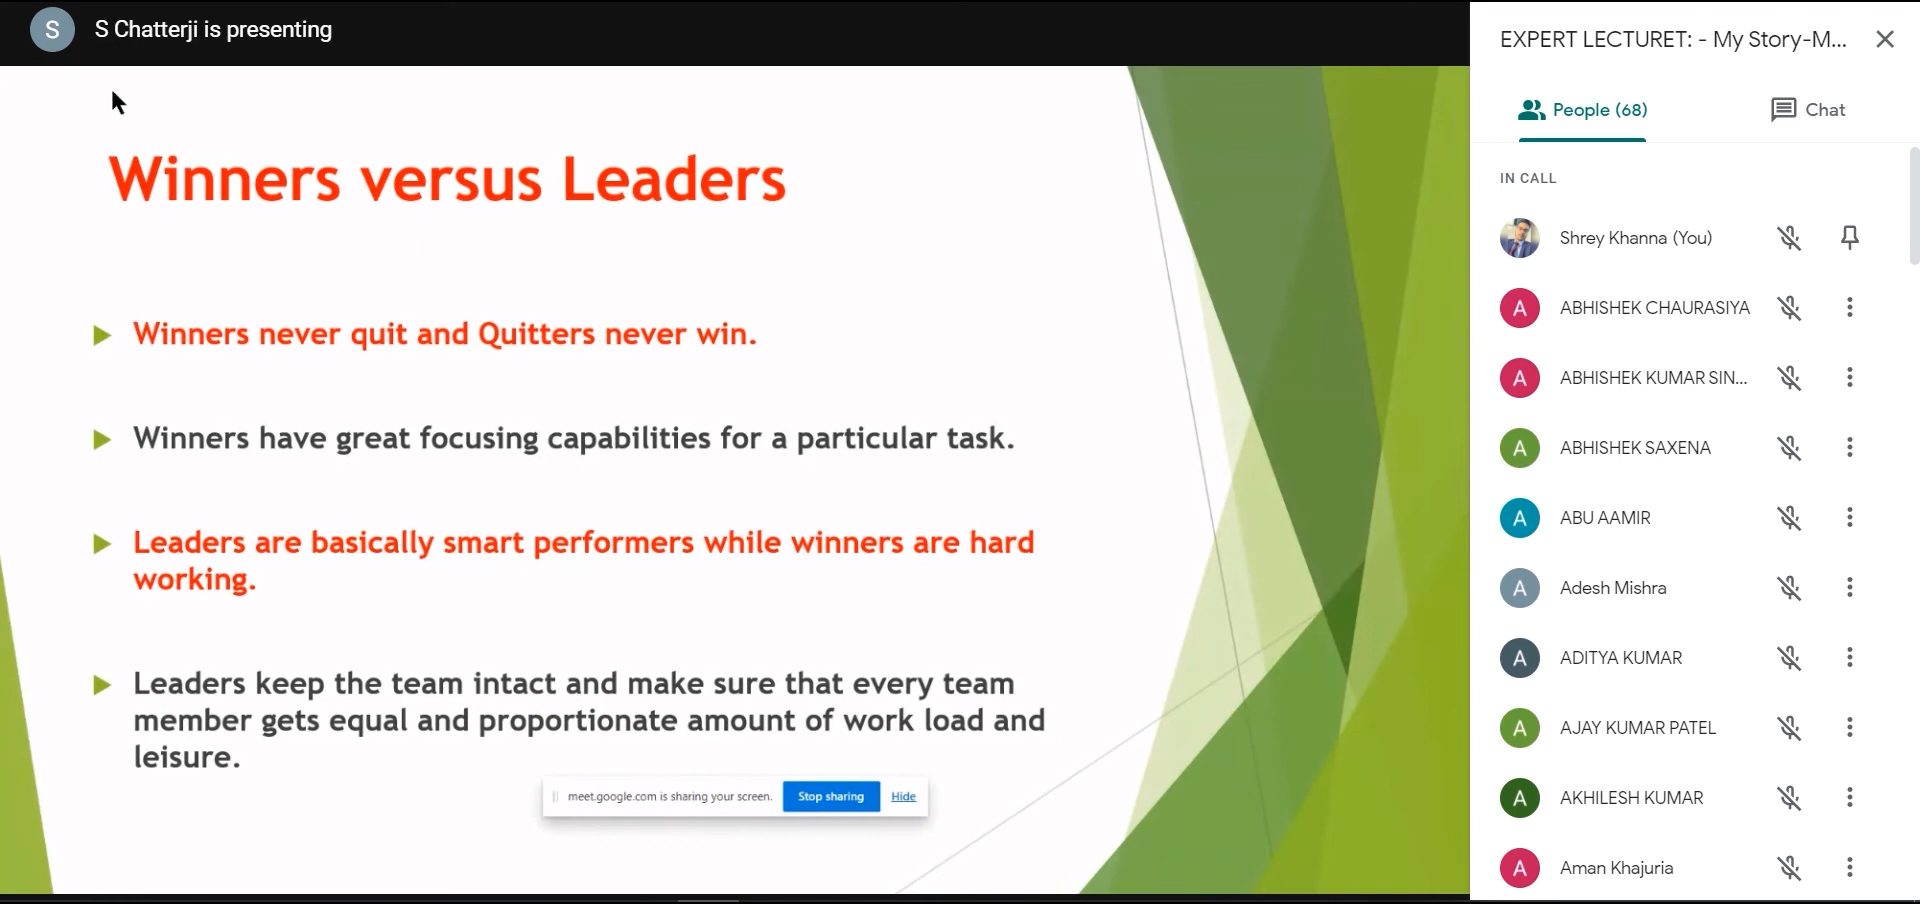 S
S Chatterji is presenting
Winners versus Leaders
Winners never quit and Quitters never win.
Winners have great focusing capabilities for a particular task.
Leaders are basically smart performers while winners are hard
working.
Leaders keep the team intact and make sure that every team
member gets equal and proportionate amount of work load and
leisure.
meet.google.com is sharing your screen. Stop sharing Hide
EXPERT LECTURET: - My Story-M...
People (68) Chat
IN CALL
Shrey Khanna (You)
A ABHISHEK CHAURASIYA
A ABHISHEK KUMAR SIN...
A ABHISHEK SAXENA
A ABU AAMIR
A Adesh Mishra
A ADITYA KUMAR
A AJAY KUMAR PATEL
A AKHILESH KUMAR
A Aman Khajuria